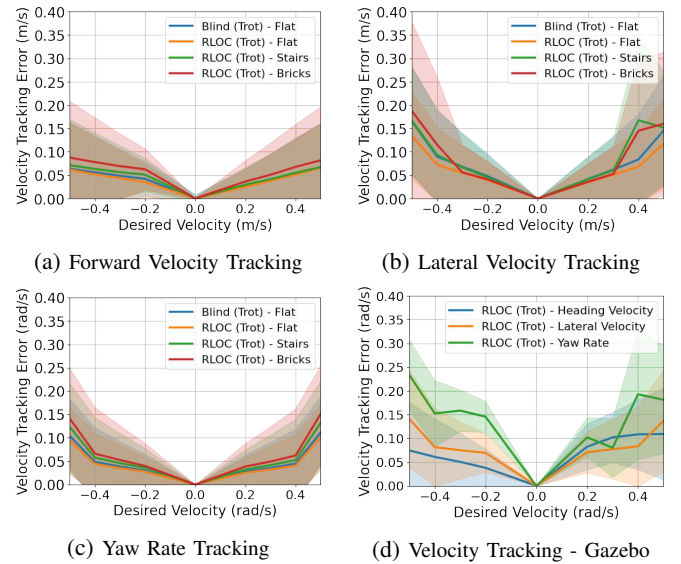 Velocity Tracking Error (m/s)
0.40
0.35
0.30
0.25
0.20
0.15
0.10
0.05
0.00
Blind (Trot) - Flat
RLOC (Trot) - Flat
RLOC (Trot) - Stairs
RLOC (Trot) - Bricks
−0.4 −0.2 0.0 0.2 0.4
Desired Velocity (m/s)
(a) Forward Velocity Tracking
Velocity Tracking Error (m/s)
0.40
0.35
0.30
0.25
0.20
0.15
0.10
0.05
0.00
Blind (Trot) - Flat
RLOC (Trot) - Flat
RLOC (Trot) - Stairs
RLOC (Trot) - Bricks
−0.4 −0.2 0.0 0.2 0.4
Desired Velocity (m/s)
(b) Lateral Velocity Tracking
Velocity Tracking Error (rad/s)
0.40
0.35
0.30
0.25
0.20
0.15
0.10
0.05
0.00
Blind (Trot) - Flat
RLOC (Trot) - Flat
RLOC (Trot) - Stairs
RLOC (Trot) - Bricks
−0.4 −0.2 0.0 0.2 0.4
Desired Velocity (rad/s)
(c) Yaw Rate Tracking
Velocity Tracking Error (rad/s)
0.40
0.35
0.30
0.25
0.20
0.15
0.10
0.05
0.00
RLOC (Trot) - Heading Velocity
RLOC (Trot) - Lateral Velocity
RLOC (Trot) - Yaw Rate
−0.4 −0.2 0.0 0.2 0.4
Desired Velocity (rad/s)
(d) Velocity Tracking - Gazebo